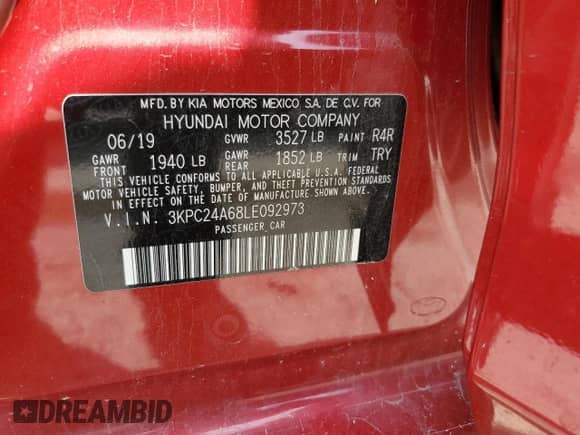 MFD. BY KIA MOTORS MEXICO S.A. DE C.V. FOR
HYUNDAI MOTOR COMPANY
06/19 GVWR 3527 LB PAINT R4R
GAWR FRONT 1940 LB GAWR REAR 1852 LB TRIM TRY
THIS VEHICLE CONFORMS TO ALL APPLICABLE U.S.A. FEDERAL
MOTOR VEHICLE SAFETY, BUMPER, AND THEFT PREVENTION STANDARDS
IN EFFECT ON THE DATE OF MANUFACTURE SHOWN ABOVE.
V.I.N. 3KPC24A68LE092973
PASSENGER CAR
DREAMBID